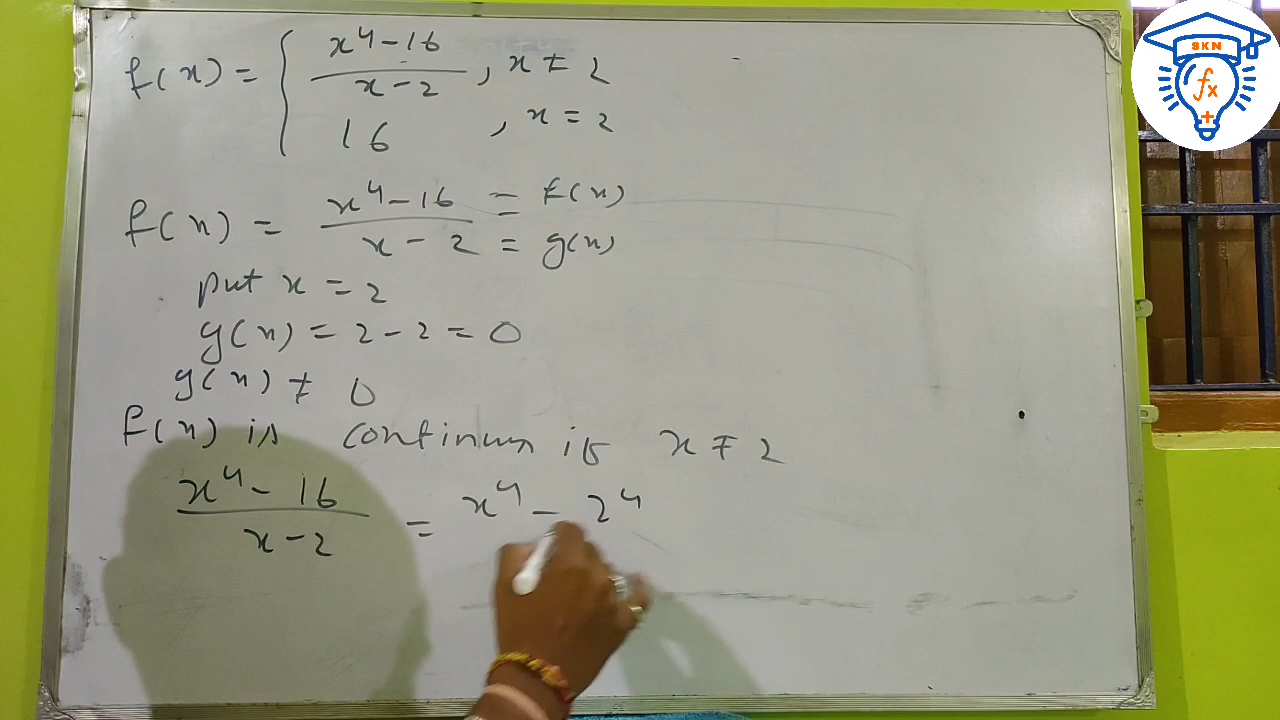 f(x) = { x⁴-16 / x-2 , x ≠ 2
16 , x = 2
f(x) = x⁴-16 / x-2 = f(x) / = g(x)
put x = 2
g(x) = 2-2 = 0
g(x) ≠ 0
f(x) is continuous is x ≠ 2
x⁴-16 / x-2 = x⁴-2⁴
SKN
fx
+